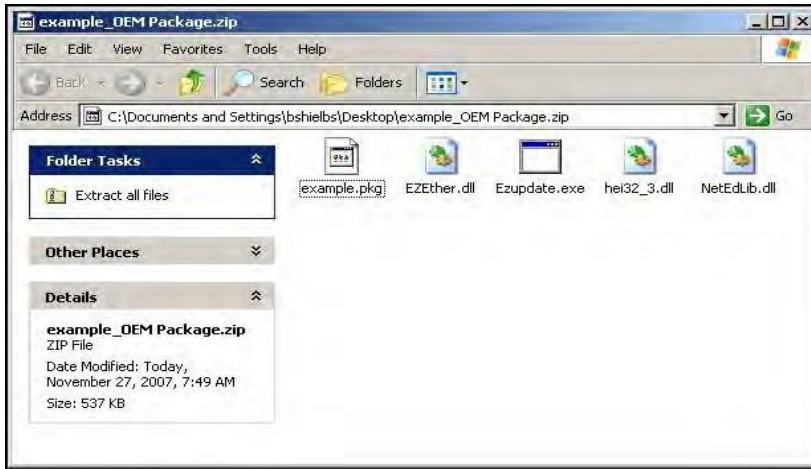 example_OEM Package.zip
File Edit View Favorites Tools Help
Back Search Folders
Address C:\Documents and Settings\bshielbs\Desktop\example_OEM Package.zip Go
Folder Tasks
Extract all files
Other Places
Details
example_OEM Package.zip
ZIP File
Date Modified: Today,
November 27, 2007, 7:49 AM
Size: 537 KB
example.pkg EZEther.dll Ezupdate.exe hei32_3.dll NetEdLib.dll